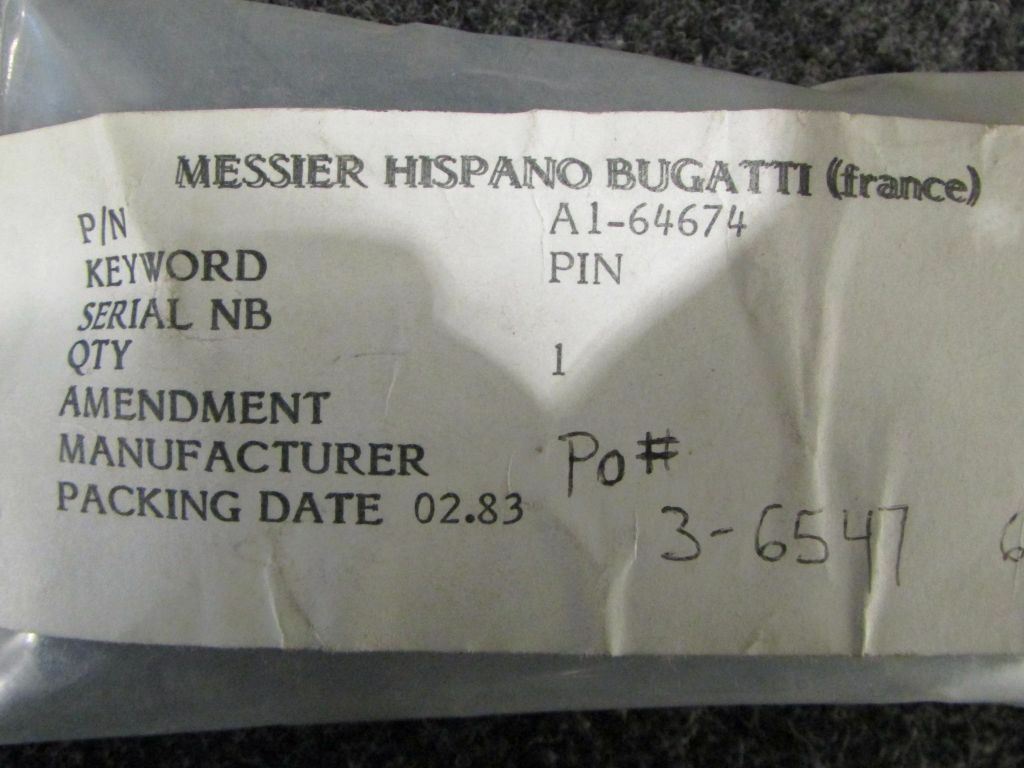 MESSIER HISPANO BUGATTI (france)
P/N A1-64674
KEYWORD PIN
SERIAL NB
QTY 1
AMENDMENT
MANUFACTURER
PACKING DATE 02.83
Po#
3-6547